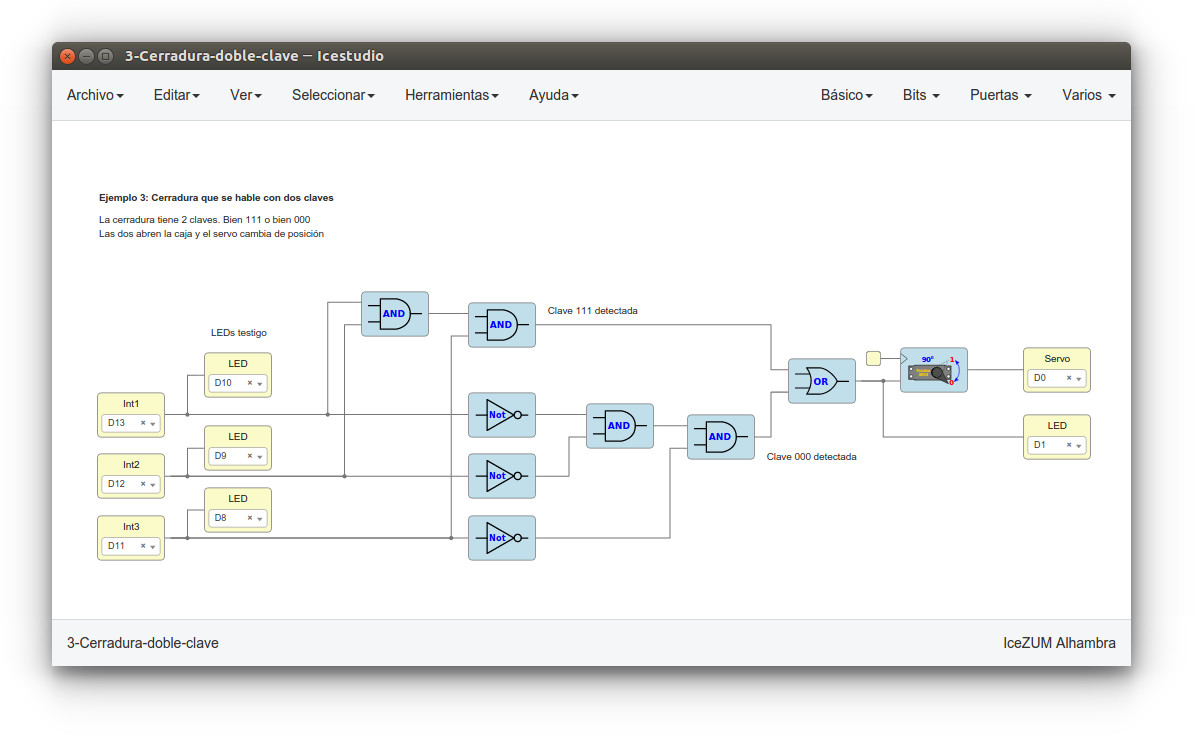 3-Cerradura-doble-clave – Icestudio
Archivo Editar Ver Seleccionar Herramientas Ayuda Básico Bits Puertas Varios
Ejemplo 3: Cerradura que se hable con dos claves
La cerradura tiene 2 claves. Bien 111 o bien 000
Las dos abren la caja y el servo cambia de posición
AND
AND
Clave 111 detectada
LEDs testigo
LED
D10
Int1
D13
LED
D9
Int2
D12
LED
D8
Int3
D11
Not
Not
Not
AND
AND
Clave 000 detectada
OR
90º
1
0
Servo
D0
LED
D1
3-Cerradura-doble-clave
IceZUM Alhambra